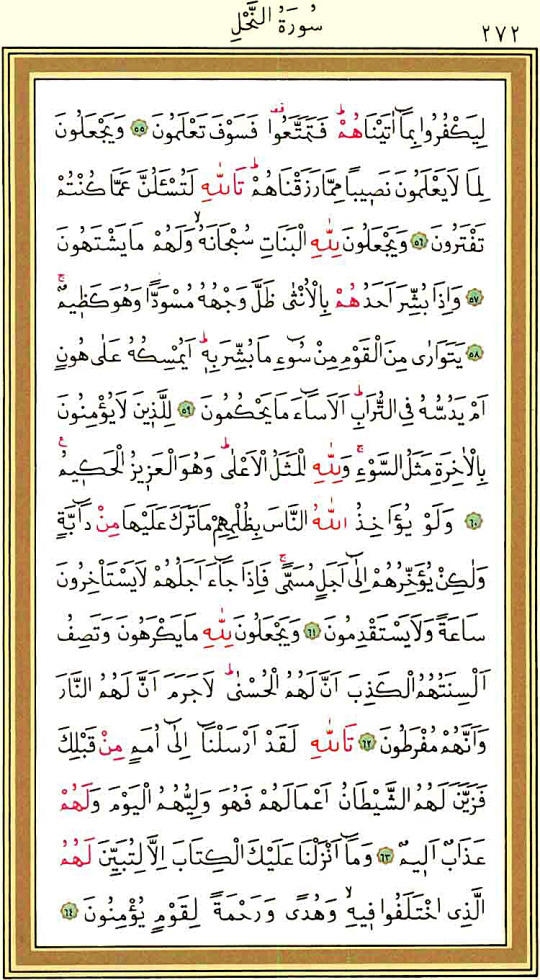 سُورَةُ النَّحْلِ
٢٧٢
لِيَكْفُرُوا بِمَٓا اٰتَيْنَاهُمْۜ فَتَمَتَّعُوا۠ فَسَوْفَ تَعْلَمُونَ ٥٥ وَيَجْعَلُونَ
لِمَا لَا يَعْلَمُونَ نَصِيبًا مِمَّا رَزَقْنَاهُمْۜ تَاللّٰهِ لَتُسْـَٔلُنَّ عَمَّا كُنْتُمْ
تَفْتَرُونَ ٥٦ وَيَجْعَلُونَ لِلّٰهِ الْبَنَاتِ سُبْحَانَهُۙ وَلَهُمْ مَا يَشْتَهُونَ
٥٧ وَاِذَا بُشِّرَ اَحَدُهُمْ بِالْاُنْثٰى ظَلَّ وَجْهُهُ مُسْوَدًّا وَهُوَ كَظِيمٌۚ
٥٨ يَتَوَارٰى مِنَ الْقَوْمِ مِنْ سُٓوءِ مَا بُشِّرَ بِهِۜ اَيُمْسِكُهُ عَلٰى هُونٍ
اَمْ يَدُسُّهُ فِي التُّرَابِۜ اَلَا سَٓاءَ مَا يَحْكُمُونَ ٥٩ لِلَّذِينَ لَا يُؤْمِنُونَ
بِالْاٰخِرَةِ مَثَلُ السَّوْءِۚ وَلِلّٰهِ الْمَثَلُ الْاَعْلٰىۜ وَهُوَ الْعَزِيزُ الْحَكِيمُ۟
٦٠ وَلَوْ يُؤَاخِذُ اللّٰهُ النَّاسَ بِظُلْمِهِمْ مَا تَرَكَ عَلَيْهَا مِنْ دَٓابَّةٍ
وَلٰكِنْ يُؤَخِّرُهُمْ اِلٰٓى اَجَلٍ مُسَمًّىۚ فَاِذَا جَٓاءَ اَجَلُهُمْ لَا يَسْتَأْخِرُونَ
سَاعَةً وَلَا يَسْتَقْدِمُونَ ٦١ وَيَجْعَلُونَ لِلّٰهِ مَا يَكْرَهُونَ وَتَصِفُ
اَلْسِنَتُهُمُ الْكَذِبَ اَنَّ لَهُمُ الْحُسْنٰىۜ لَا جَرَمَ اَنَّ لَهُمُ النَّارَ
وَاَنَّهُمْ مُفْرَطُونَ ٦٢ تَاللّٰهِ لَقَدْ اَرْسَلْنَٓا اِلٰٓى اُمَمٍ مِنْ قَبْلِكَ
فَزَيَّنَ لَهُمُ الشَّيْطَانُ اَعْمَالَهُمْ فَهُوَ وَلِيُّهُمُ الْيَوْمَ وَلَهُمْ
عَذَابٌ اَلِيمٌ ٦٣ وَمَٓا اَنْزَلْنَا عَلَيْكَ الْكِتَابَ اِلَّا لِتُبَيِّنَ لَهُمُ
الَّذِي اخْتَلَفُوا فِيهِۙ وَهُدًى وَرَحْمَةً لِقَوْمٍ يُؤْمِنُونَ ٦٤